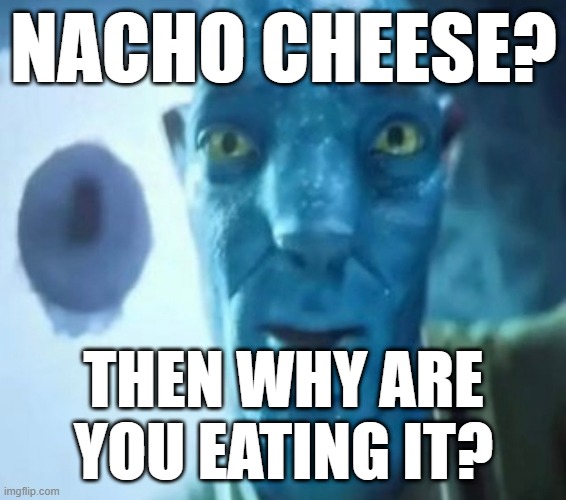 NACHO CHEESE?
THEN WHY ARE
YOU EATING IT?
imgflip.com